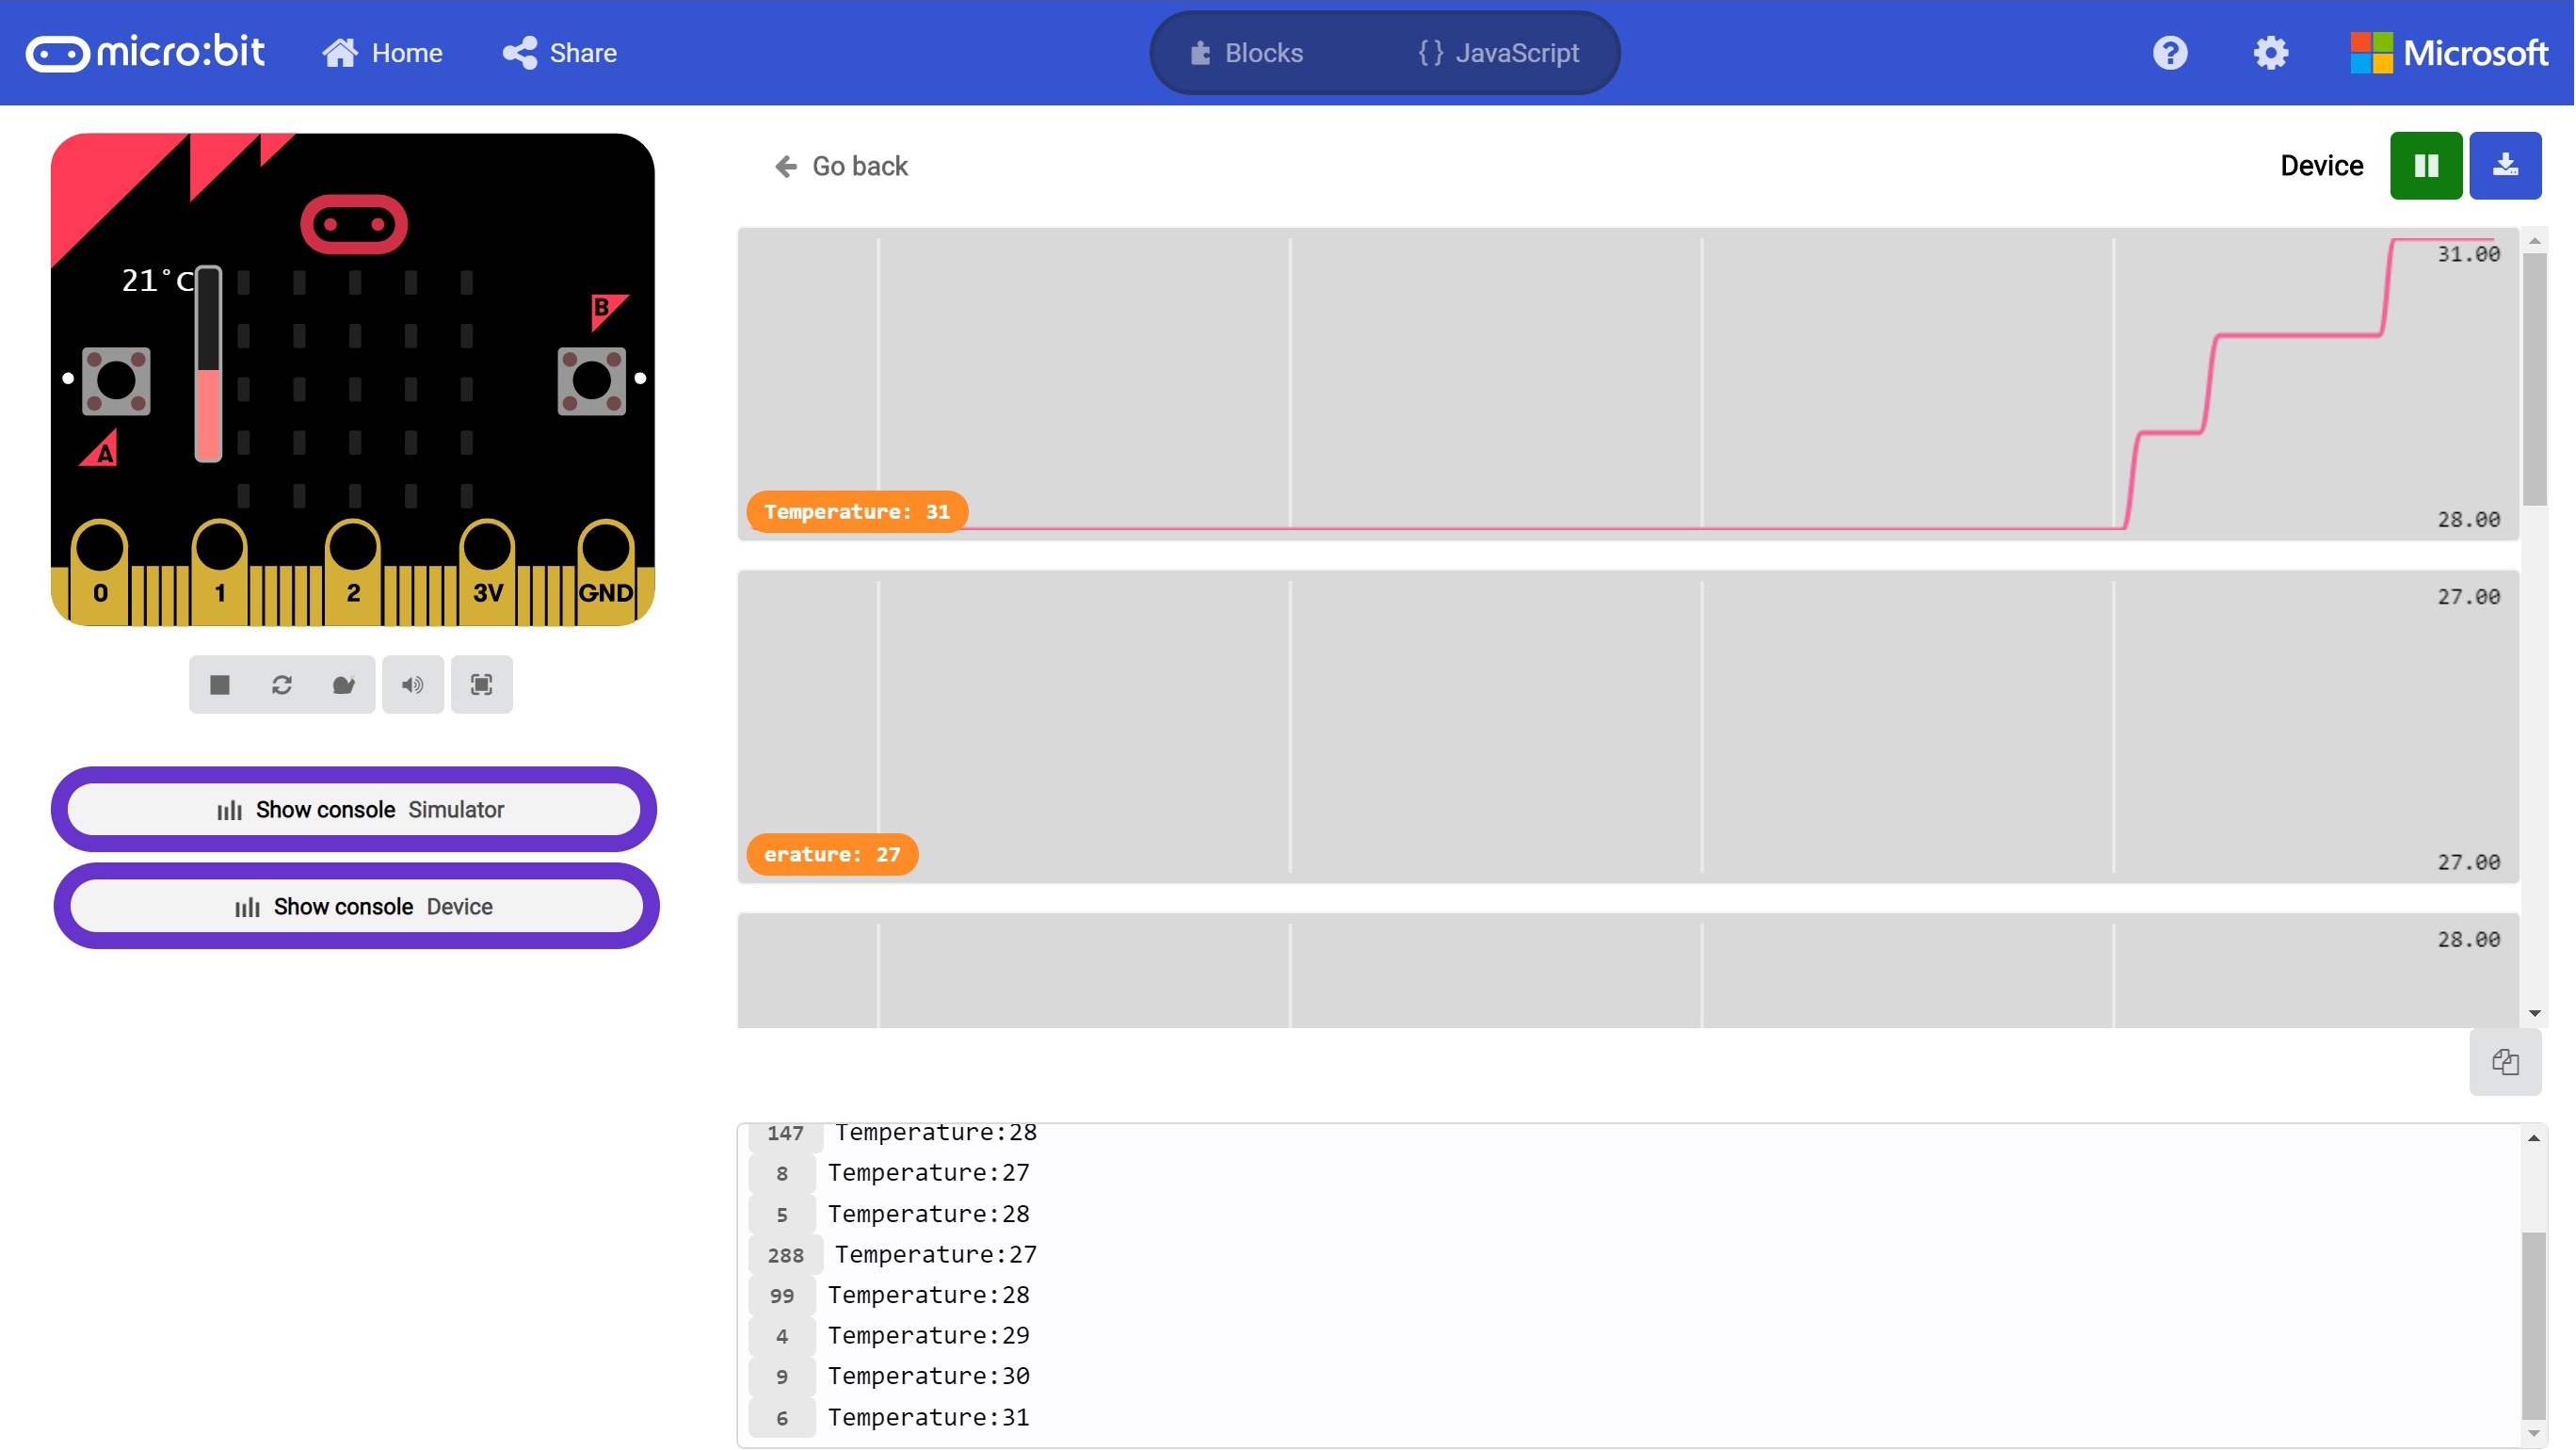 micro:bit Home Share Blocks {} JavaScript ? Microsoft
Go back Device
21°C
B
A
0 1 2 3V GND
Show console Simulator
Show console Device
31.00
Temperature: 31
28.00
27.00
erature: 27
27.00
28.00
147 Temperature:28
8 Temperature:27
5 Temperature:28
288 Temperature:27
99 Temperature:28
4 Temperature:29
9 Temperature:30
6 Temperature:31